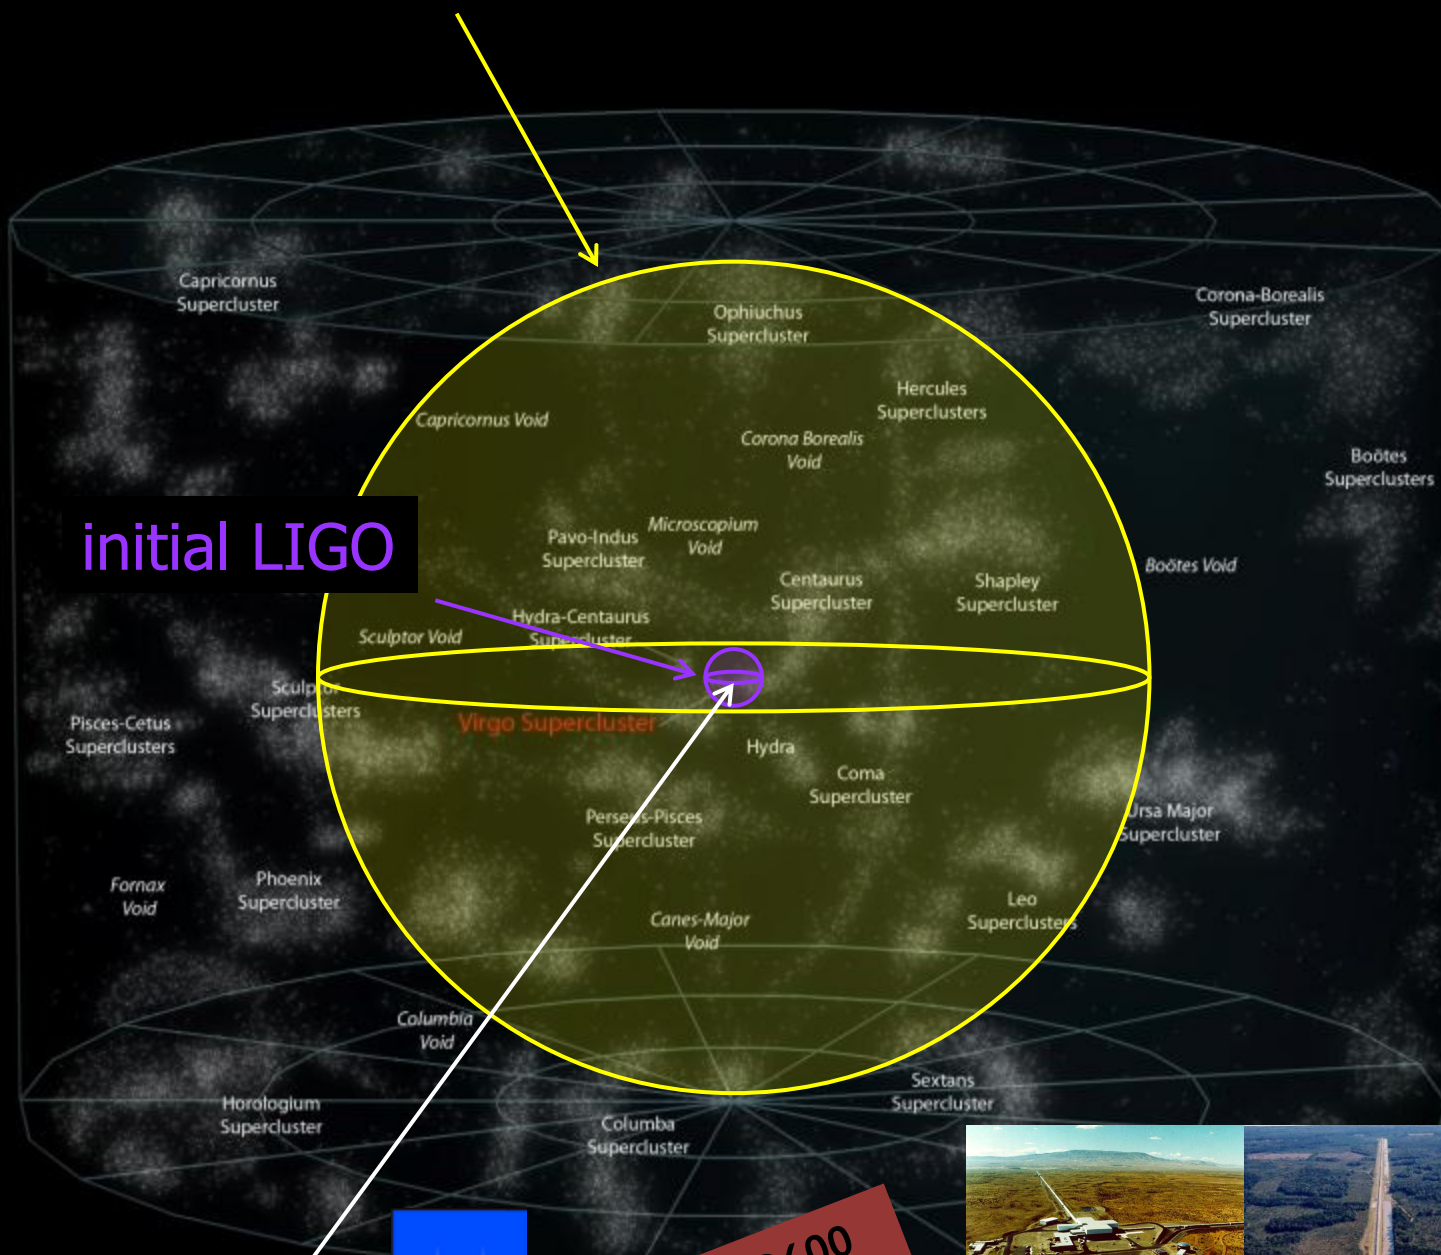 Capricornus
Supercluster
Ophiuchus
Supercluster
Corona-Borealis
Supercluster
Hercules
Superclusters
Capricornus Void
Corona Borealis
Void
Boötes
Superclusters
initial LIGO
Pavo-Indus
Supercluster
Microscopium
Void
Centaurus
Supercluster
Shapley
Supercluster
Boötes Void
Hydra-Centaurus
Supercluster
Sculptor Void
Sculptor
Superclusters
Pisces-Cetus
Superclusters
Virgo Supercluster
Hydra
Coma
Supercluster
Perseus-Pisces
Supercluster
Ursa Major
Supercluster
Fornax
Void
Phoenix
Supercluster
Leo
Superclusters
Canes-Major
Void
Columbia
Void
Sextans
Supercluster
Horologium
Supercluster
Columba
Supercluster